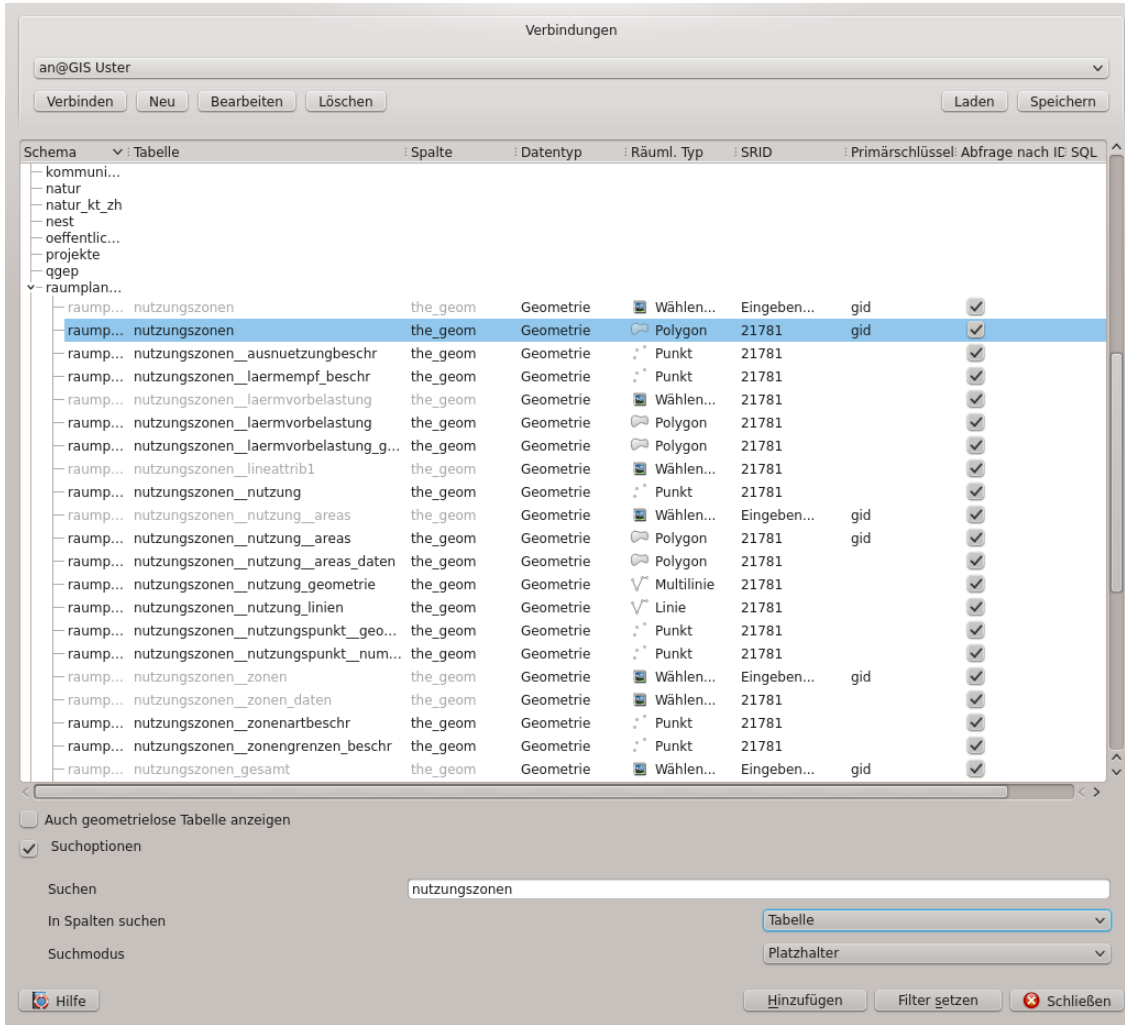 Verbindungen
an@GIS Uster
Verbinden Neu Bearbeiten Löschen Laden Speichern
Schema Tabelle Spalte Datentyp Räuml. Typ SRID Primärschlüssel Abfrage nach ID SQL
kommuni...
natur
natur_kt_zh
nest
oeffentlic...
projekte
qgep
raumplan...
raump... nutzungszonen the_geom Geometrie Wählen... Eingeben... gid
raump... nutzungszonen the_geom Geometrie Polygon 21781 gid
raump... nutzungszonen__ausnuetzungbeschr the_geom Geometrie Punkt 21781
raump... nutzungszonen__laermempf_beschr the_geom Geometrie Punkt 21781
raump... nutzungszonen__laermvorbelastung the_geom Geometrie Wählen... 21781
raump... nutzungszonen__laermvorbelastung the_geom Geometrie Polygon 21781
raump... nutzungszonen__laermvorbelastung_g... the_geom Geometrie Polygon 21781
raump... nutzungszonen__lineattrib1 the_geom Geometrie Wählen... 21781
raump... nutzungszonen__nutzung the_geom Geometrie Punkt 21781
raump... nutzungszonen__nutzung__areas the_geom Geometrie Wählen... Eingeben... gid
raump... nutzungszonen__nutzung__areas the_geom Geometrie Polygon 21781 gid
raump... nutzungszonen__nutzung__areas_daten the_geom Geometrie Polygon 21781
raump... nutzungszonen__nutzung_geometrie the_geom Geometrie Multilinie 21781
raump... nutzungszonen__nutzung_linien the_geom Geometrie Linie 21781
raump... nutzungszonen__nutzungspunkt__geo... the_geom Geometrie Punkt 21781
raump... nutzungszonen__nutzungspunkt__num... the_geom Geometrie Punkt 21781
raump... nutzungszonen__zonen the_geom Geometrie Wählen... Eingeben... gid
raump... nutzungszonen__zonen_daten the_geom Geometrie Wählen... 21781
raump... nutzungszonen__zonenartbeschr the_geom Geometrie Punkt 21781
raump... nutzungszonen__zonengrenzen_beschr the_geom Geometrie Punkt 21781
raump... nutzungszonen_gesamt the_geom Geometrie Wählen... Eingeben... gid
Auch geometrielose Tabelle anzeigen
Suchoptionen
Suchen nutzungszonen
In Spalten suchen Tabelle
Suchmodus Platzhalter
Hilfe Hinzufügen Filter setzen Schließen